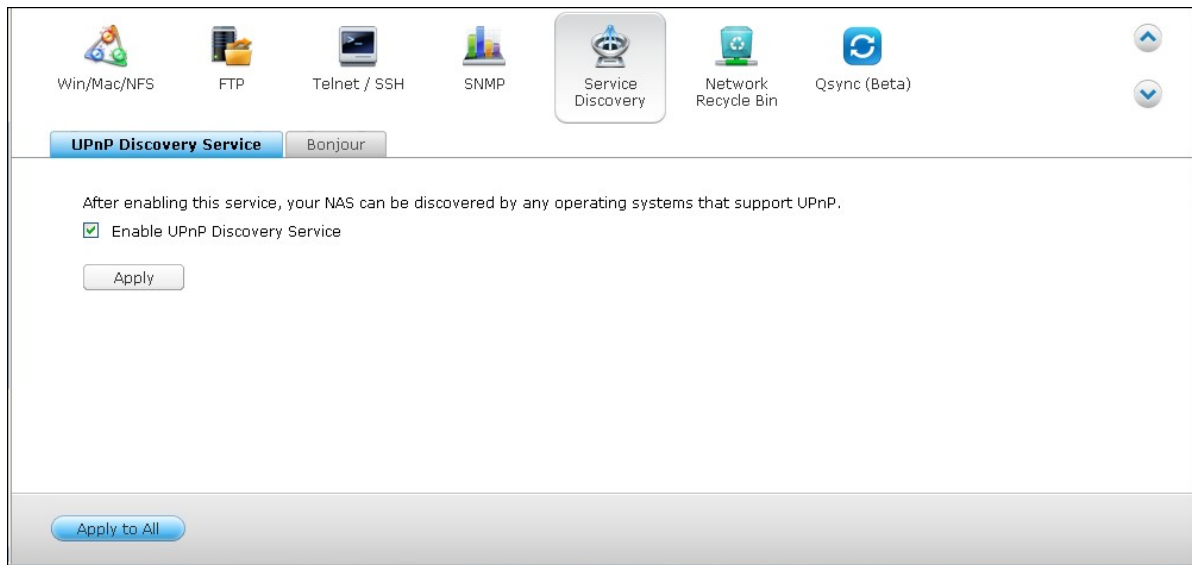 Win/Mac/NFS
FTP
Telnet / SSH
SNMP
Service
Discovery
Network
Recycle Bin
Qsync (Beta)
UPnP Discovery Service
Bonjour
After enabling this service, your NAS can be discovered by any operating systems that support UPnP.
Enable UPnP Discovery Service
Apply
Apply to All